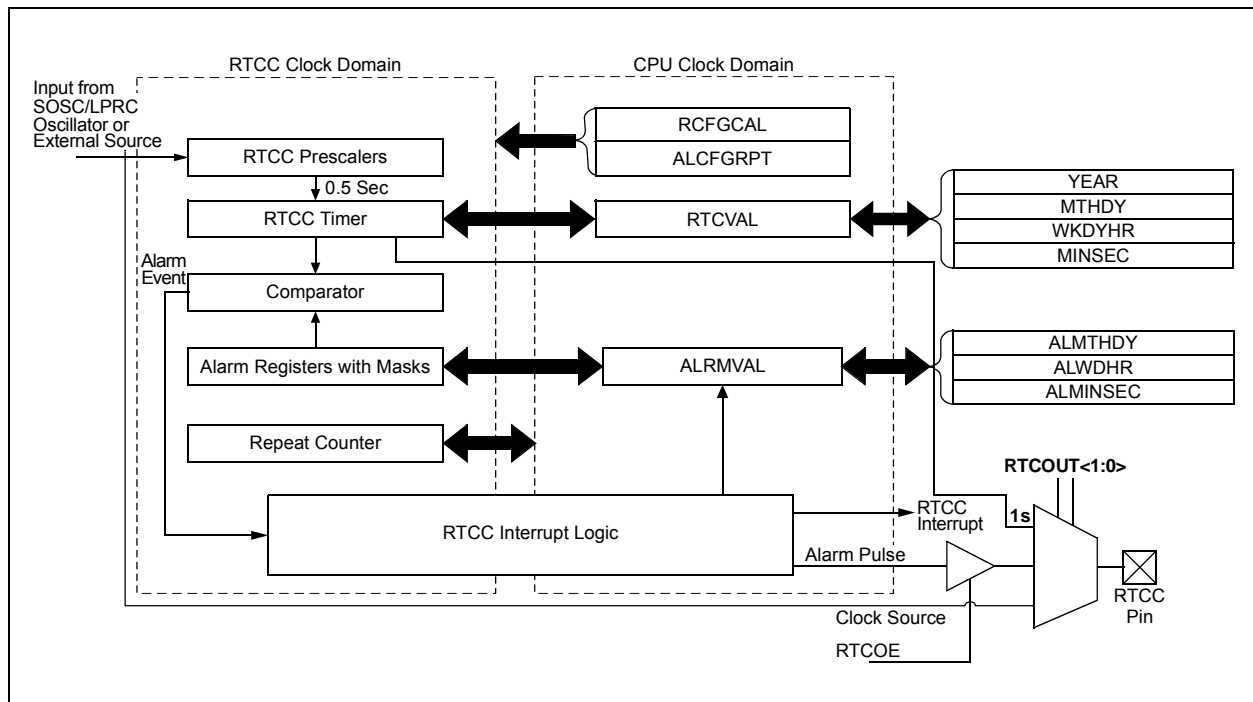 RTCC Clock Domain
CPU Clock Domain
Input from
SOSC/LPRC
Oscillator or
External Source
RTCC Prescalers
0.5 Sec
RTCC Timer
Alarm
Event
Comparator
Alarm Registers with Masks
Repeat Counter
RCFGCAL
ALCFGRPT
RTCVAL
YEAR
MTHDY
WKDYHR
MINSEC
ALRMVAL
ALMTHDY
ALWDHR
ALMINSEC
RTCC Interrupt Logic
RTCC
Interrupt
Alarm Pulse
Clock Source
RTCOE
RTCOUT<1:0>
1s
RTCC
Pin